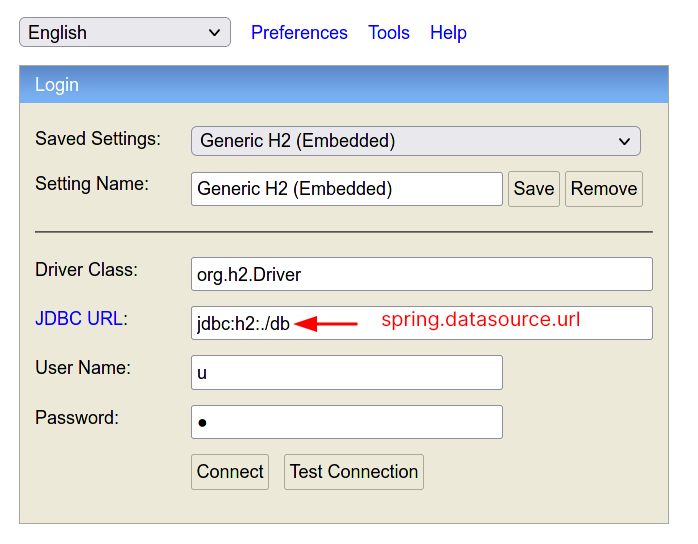 English Preferences Tools Help
Login
Saved Settings: Generic H2 (Embedded)
Setting Name: Generic H2 (Embedded) Save Remove
Driver Class: org.h2.Driver
JDBC URL: jdbc:h2:./db spring.datasource.url
User Name: u
Password: ●
Connect Test Connection